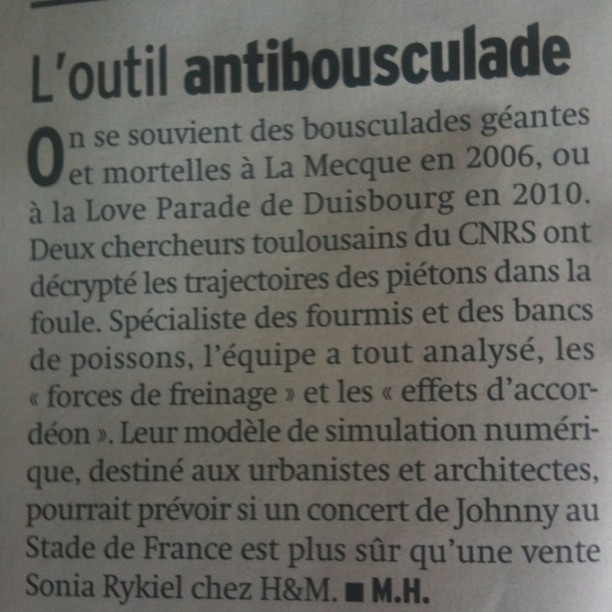 L'outil antibousculade
On se souvient des bousculades géantes
et mortelles à La Mecque en 2006, ou
à la Love Parade de Duisbourg en 2010.
Deux chercheurs toulousains du CNRS ont
décrypté les trajectoires des piétons dans la
foule. Spécialiste des fourmis et des bancs
de poissons, l'équipe a tout analysé, les
« forces de freinage » et les « effets d'accor-
déon ». Leur modèle de simulation numéri-
que, destiné aux urbanistes et architectes,
pourrait prévoir si un concert de Johnny au
Stade de France est plus sûr qu'une vente
Sonia Rykiel chez H&M. ■ M.H.